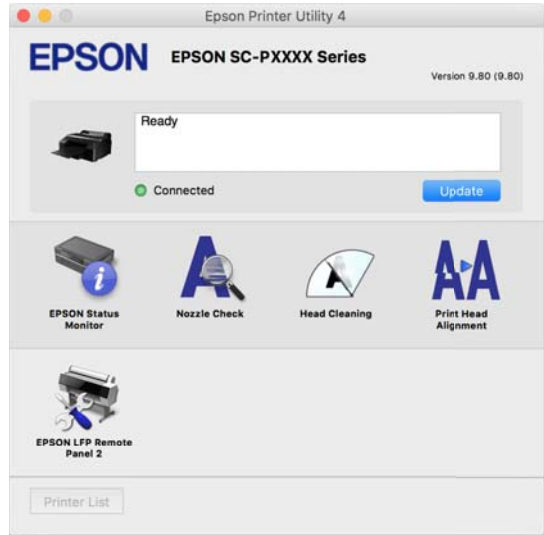 Epson Printer Utility 4
EPSON
EPSON SC-PXXXX Series
Version 9.80 (9.80)
Ready
Connected
Update
EPSON Status
Monitor
Nozzle Check
Head Cleaning
Print Head
Alignment
EPSON LFP Remote
Panel 2
Printer List